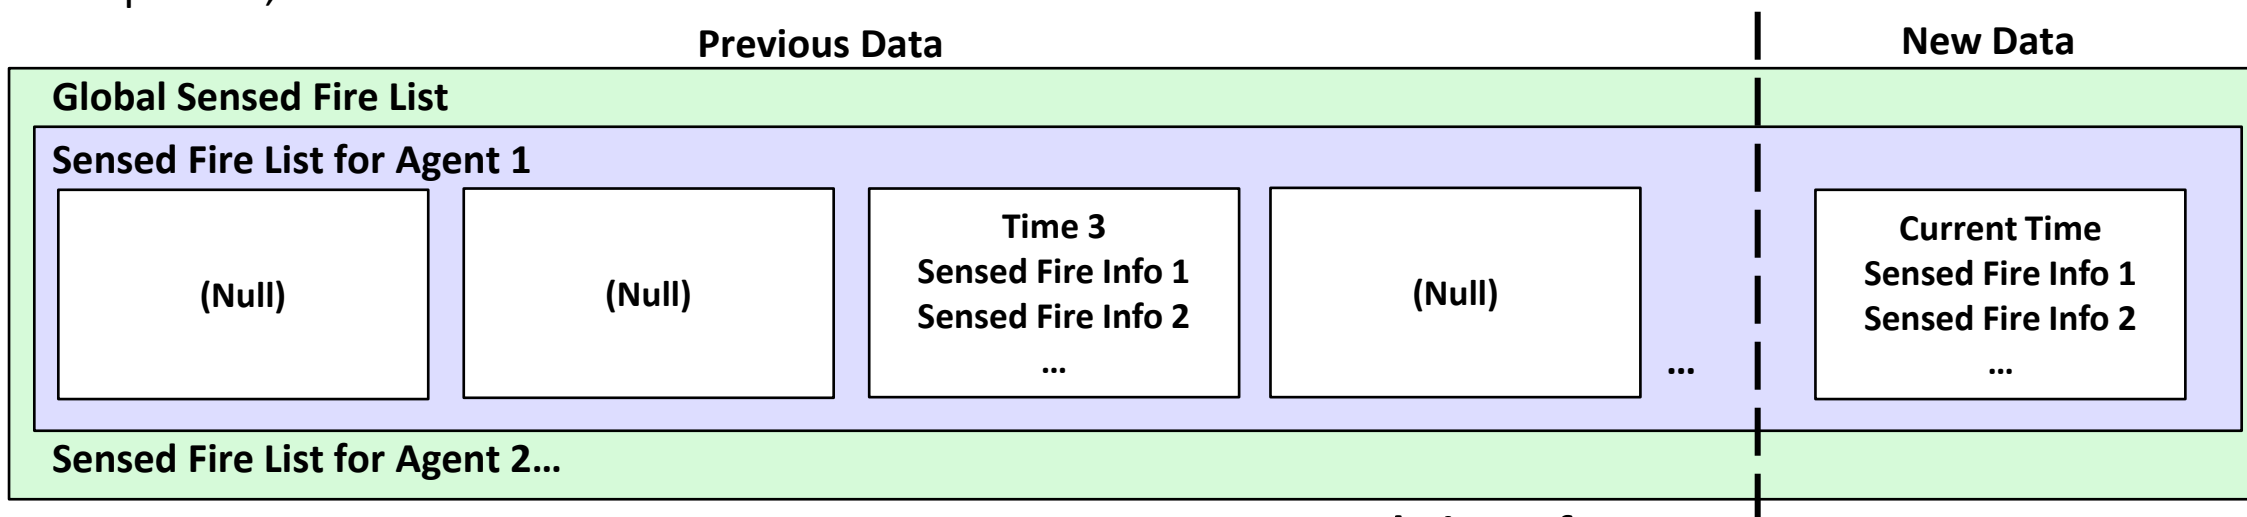 Previous Data
New Data
Global Sensed Fire List
Sensed Fire List for Agent 1
(Null)
(Null)
Time 3
Sensed Fire Info 1
Sensed Fire Info 2
...
(Null)
...
Current Time
Sensed Fire Info 1
Sensed Fire Info 2
...
Sensed Fire List for Agent 2...